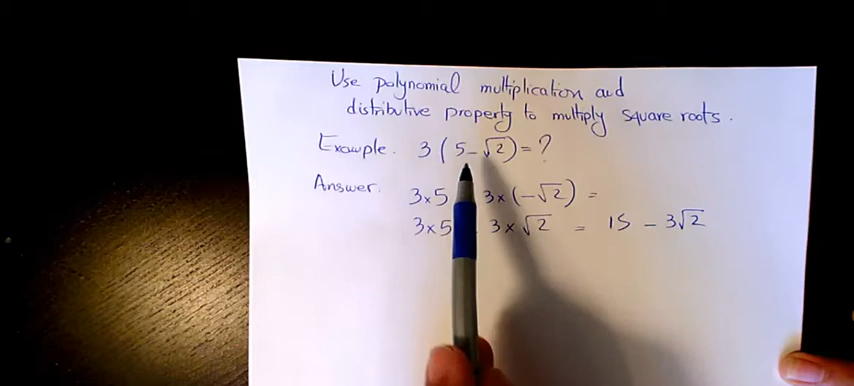 Use polynomial multiplication and
distributive property to multiply square roots.
Example. 3 ( 5 - √2 ) = ?
Answer. 3 × 5 3 × ( - √2 ) =
3 × 5 3 × √2 = 15 - 3√2